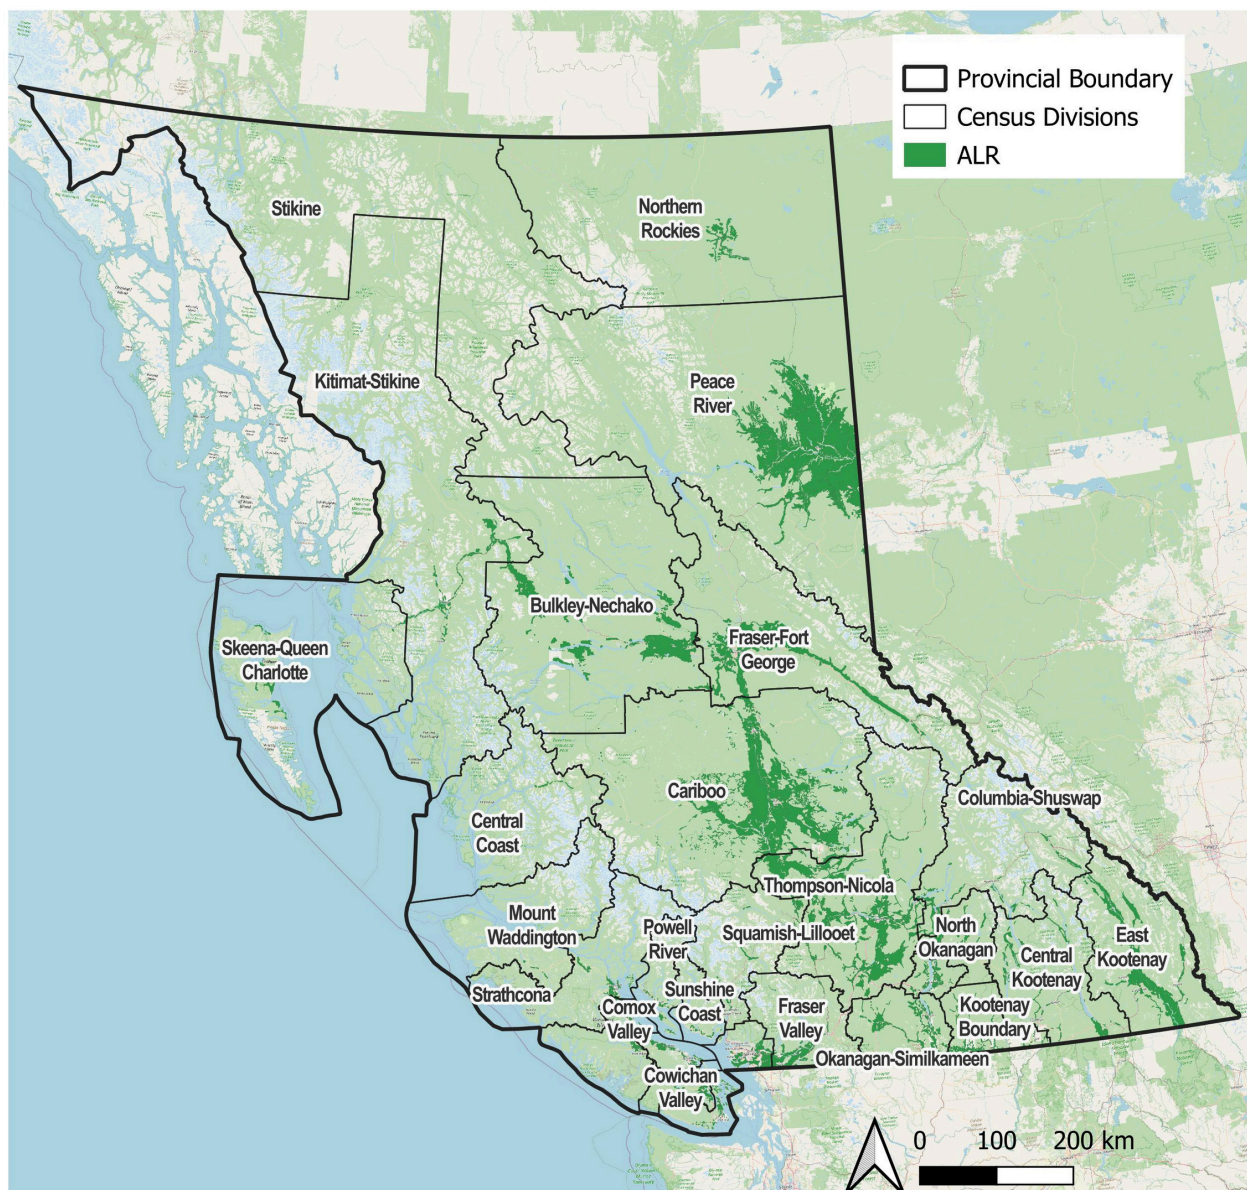 Provincial Boundary
Census Divisions
ALR
Stikine
Northern
Rockies
Kitimat-Stikine
Peace
River
Bulkley-Nechako
Fraser-Fort
George
Skeena-Queen
Charlotte
Cariboo
Columbia-Shuswap
Central
Coast
Thompson-Nicola
Mount
Waddington
Powell
River
Squamish-Lillooet
North
Okanagan
East
Kootenay
Central
Kootenay
Strathcona
Sunshine
Coast
Comox
Valley
Fraser
Valley
Kootenay
Boundary
Okanagan-Similkameen
Cowichan
Valley
0 100 200 km